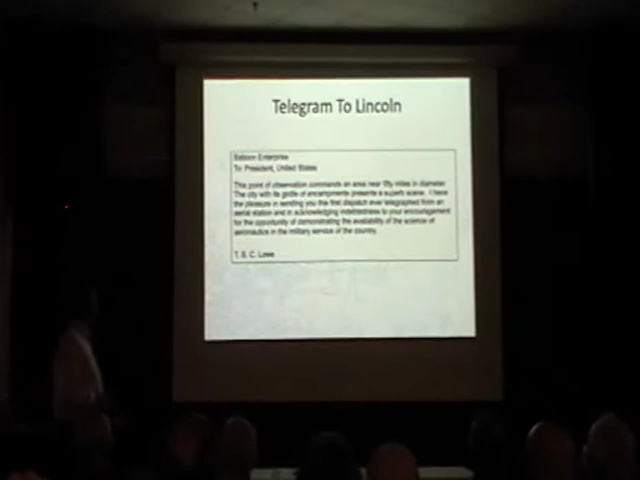 Telegram To Lincoln
Balloon Enterprise
To: President, United States
This point of observation commands an area near fifty miles in diameter.
The city with its girdle of encampments presents a superb scene. I have
the pleasure in sending you the first dispatch ever telegraphed from an
aerial station and in acknowledging indebtedness to your encouragement
for the opportunity of demonstrating the availability of the science of
aeronautics in the military service of the country.
T. S. C. Lowe